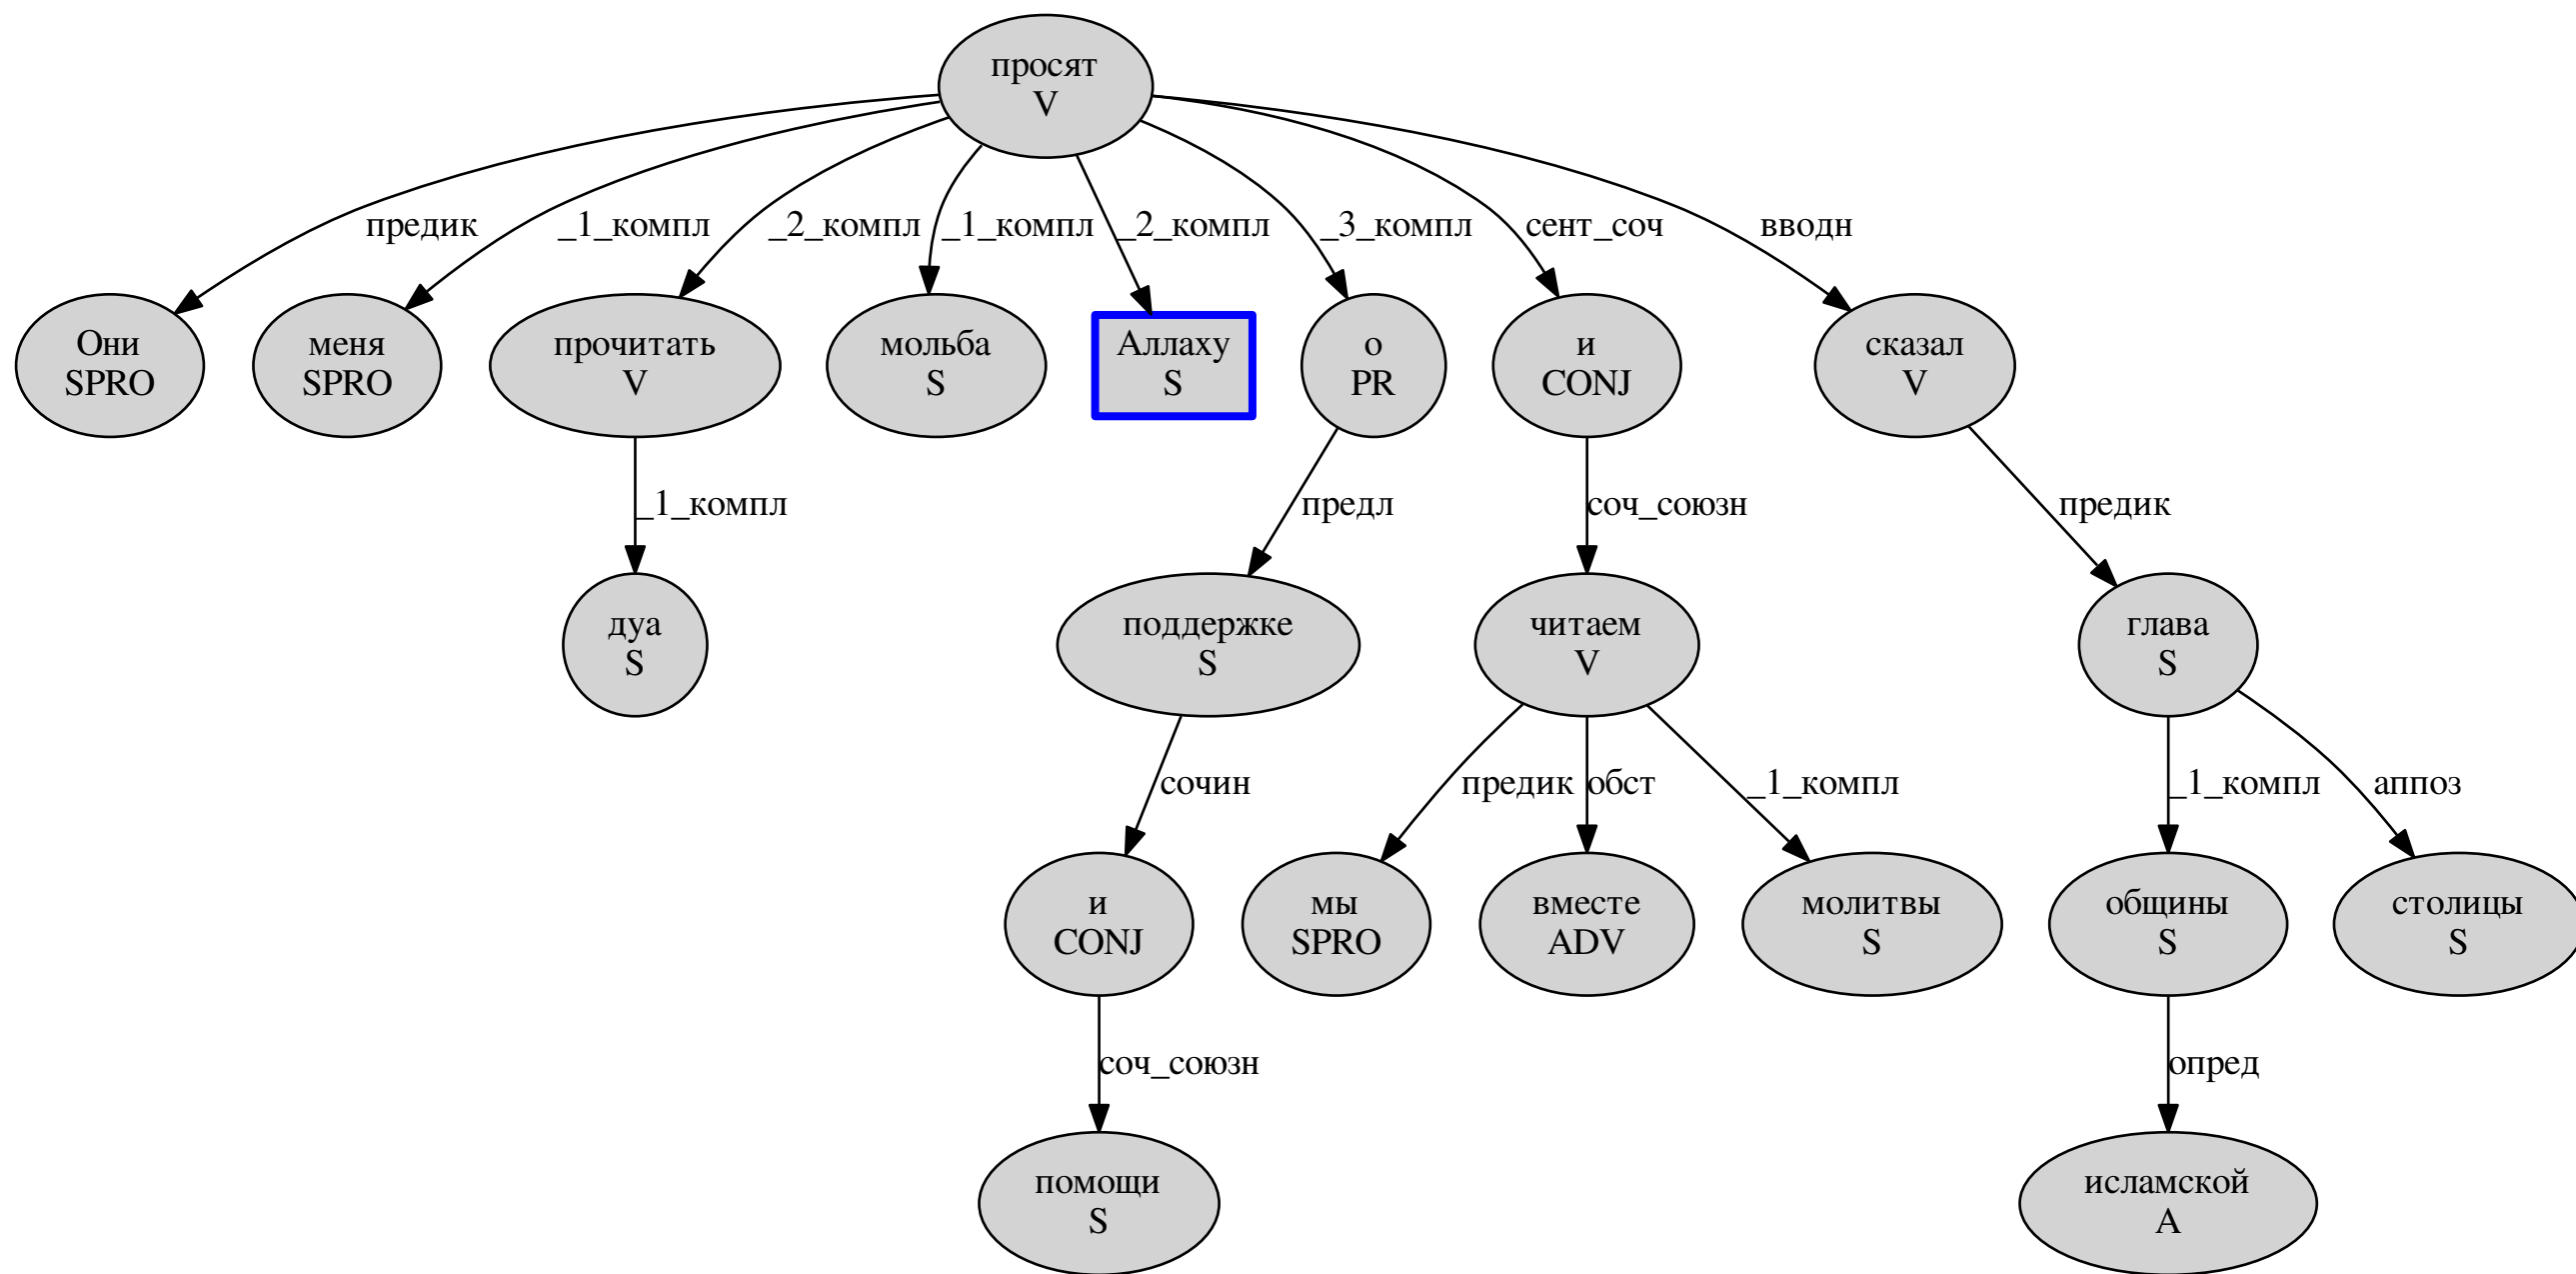 просят
V
предик
_1_компл
_2_компл
_1_компл
_2_компл
_3_компл
сент_соч
вводн
Они
SPRO
меня
SPRO
прочитать
V
мольба
S
Аллаху
S
о
PR
и
CONJ
сказал
V
_1_компл
предл
соч_союзн
предик
дуа
S
поддержке
S
читаем
V
глава
S
сочин
предик
обст
_1_компл
_1_компл
аппоз
и
CONJ
мы
SPRO
вместе
ADV
молитвы
S
общины
S
столицы
S
соч_союзн
опред
помощи
S
исламской
A